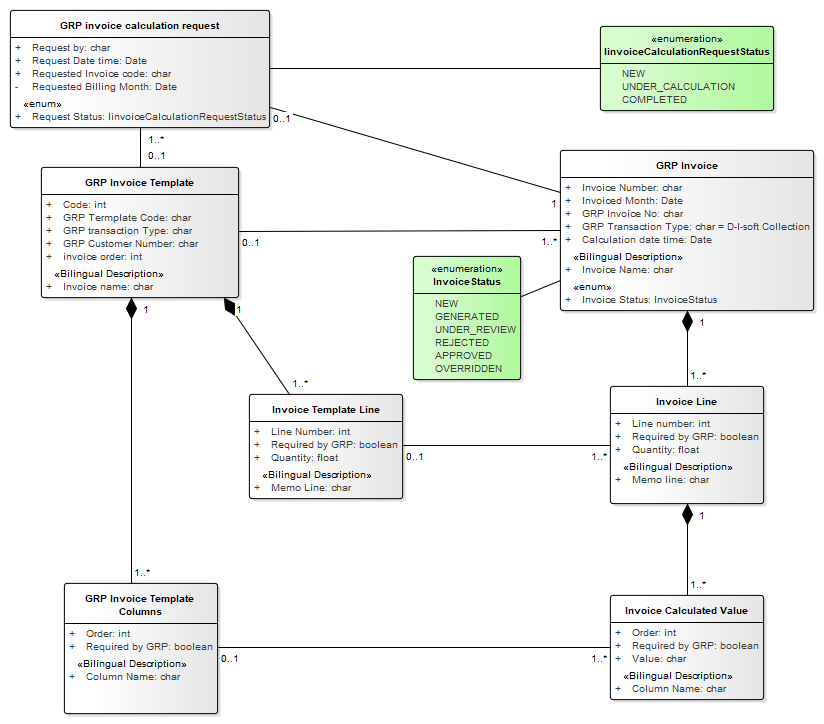 GRP invoice calculation request
+ Request by: char
+ Request Date time: Date
+ Requested Invoice code: char
- Requested Billing Month: Date
«enum»
+ Request Status: IinvoiceCalculationRequestStatus
«enumeration»
IinvoiceCalculationRequestStatus
NEW
UNDER_CALCULATION
COMPLETED
0..1
1..*
0..1
GRP Invoice Template
+ Code: int
+ GRP Termplate Code: char
+ GRP transaction Type: char
+ GRP Customer Number: char
+ invoice order: int
«Bilingual Description»
+ Invoice name: char
GRP Invoice
+ Invoice Number: char
+ Invoiced Month: Date
+ GRP Invoice No: char
+ GRP Transaction Type: char = D-I-soft Collection
+ Calculation date time: Date
«Bilingual Description»
+ Invoice Name: char
«enum»
+ Invoice Status: InvoiceStatus
1
0..1
1..*
«enumeration»
InvoiceStatus
NEW
GENERATED
UNDER_REVIEW
REJECTED
APPROVED
OVERRIDDEN
1
1
1
1..*
1..*
Invoice Template Line
+ Line Number: int
+ Required by GRP: boolean
+ Quantity: float
«Bilingual Description»
+ Memo Line: char
Invoice Line
+ Line number: int
+ Required by GRP: boolean
+ Quantity: float
«Bilingual Description»
+ Memo line: char
0..1
1..*
1
1..*
1..*
GRP Invoice Template
Columns
+ Order: int
+ Required by GRP: boolean
«Bilingual Description»
+ Column Name: char
Invoice Calculated Value
+ Order: int
+ Required by GRP: boolean
+ Value: char
«Bilingual Description»
+ Column Name: char
0..1
1..*